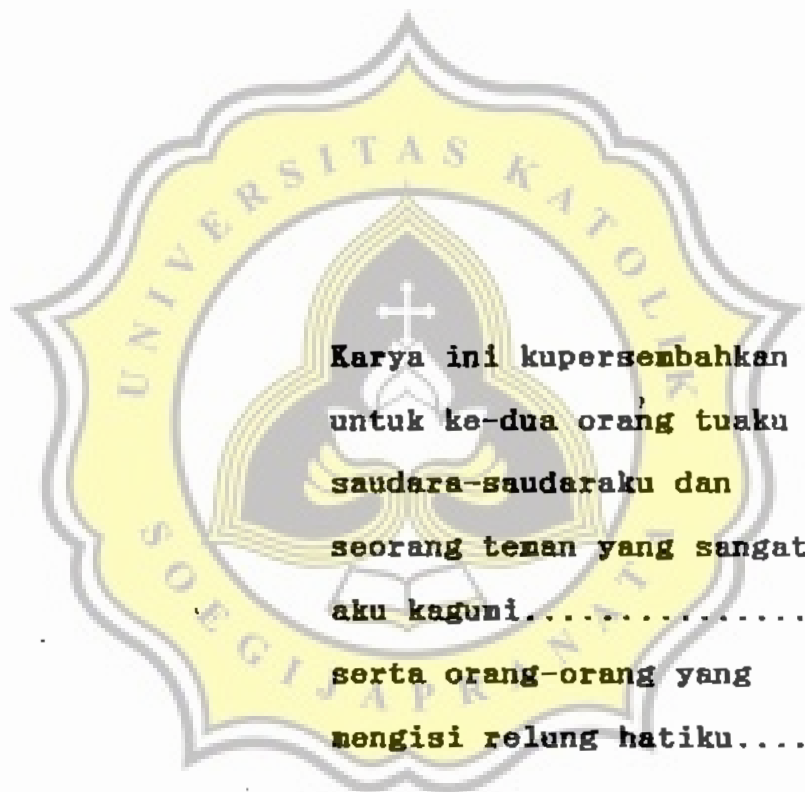 UNIVERSITAS KATOLIK
Karya ini kupersembahkan
untuk ke-dua orang tuaku
saudara-saudaraku dan
seorang teman yang sangat
aku kagumi................
serta orang-orang yang
mengisi relung hatiku....
SOEGIJAPRANATA